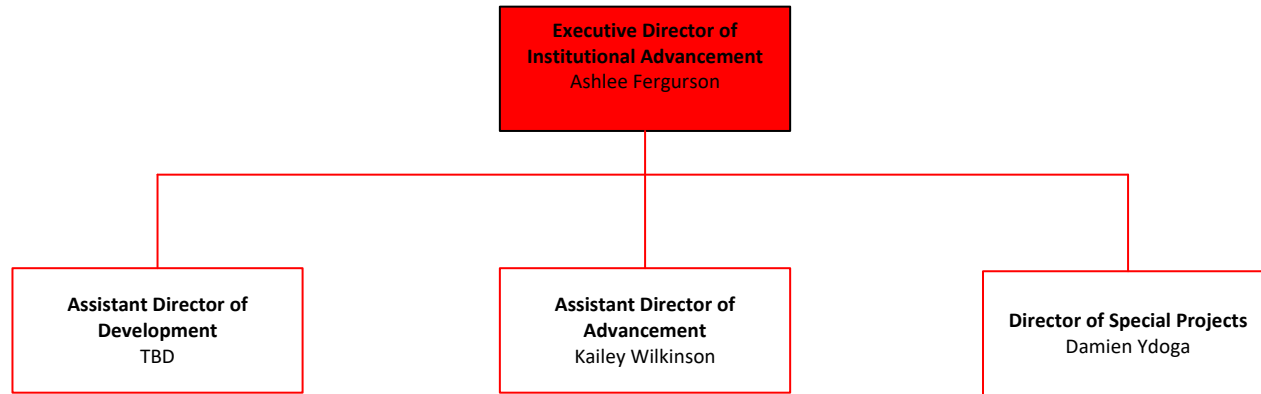 Executive Director of
Institutional Advancement
Ashlee Fergurson
Assistant Director of
Development
TBD
Assistant Director of
Advancement
Kailey Wilkinson
Director of Special Projects
Damien Ydoga